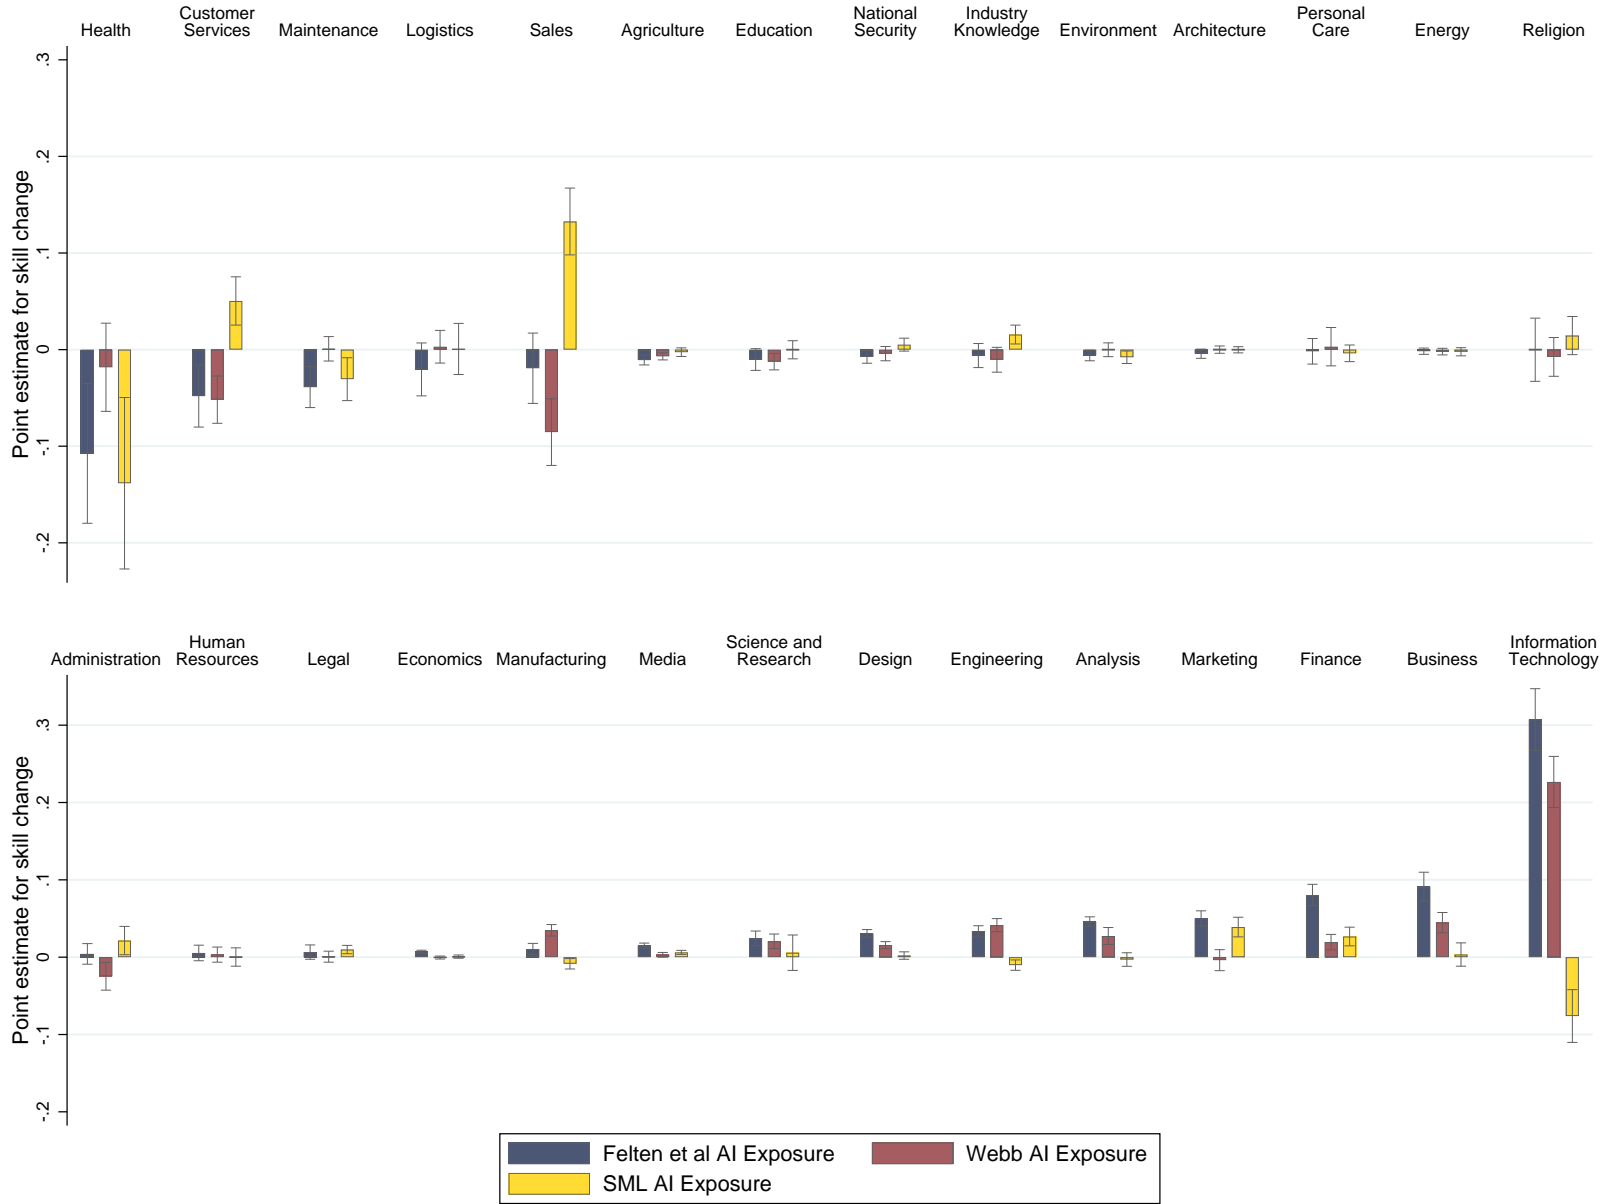 Health
Customer
Services
Maintenance
Logistics
Sales
Agriculture
Education
National
Security
Industry
Knowledge
Environment
Architecture
Personal
Care
Energy
Religion
Point estimate for skill change
.3
.2
.1
0
-.1
-.2
Administration
Human
Resources
Legal
Economics
Manufacturing
Media
Science and
Research
Design
Engineering
Analysis
Marketing
Finance
Business
Information
Technology
Point estimate for skill change
.3
.2
.1
0
-.1
-.2
Felten et al AI Exposure
Webb AI Exposure
SML AI Exposure